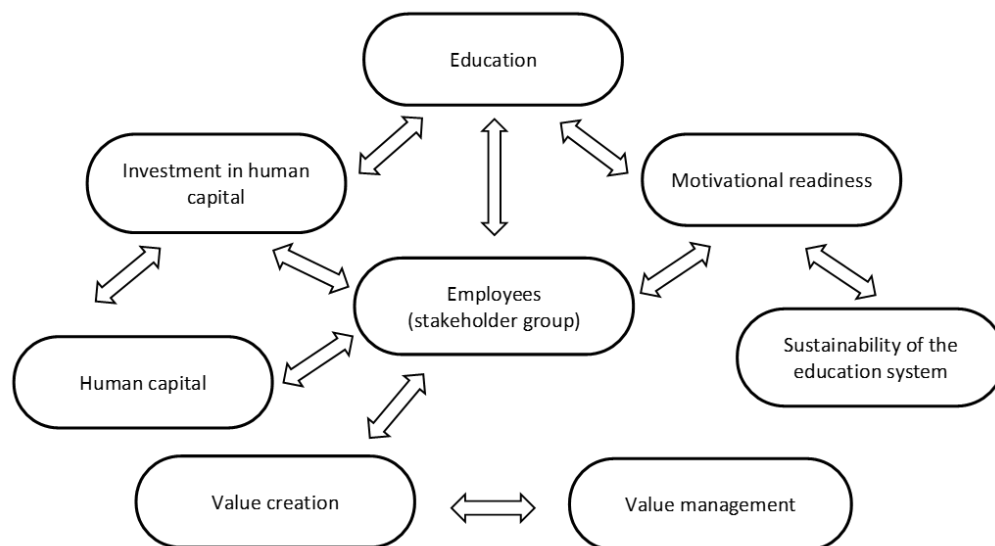 Education
Investment in human
capital
Motivational readiness
Employees
(stakeholder group)
Human capital
Sustainability of the
education system
Value creation
Value management